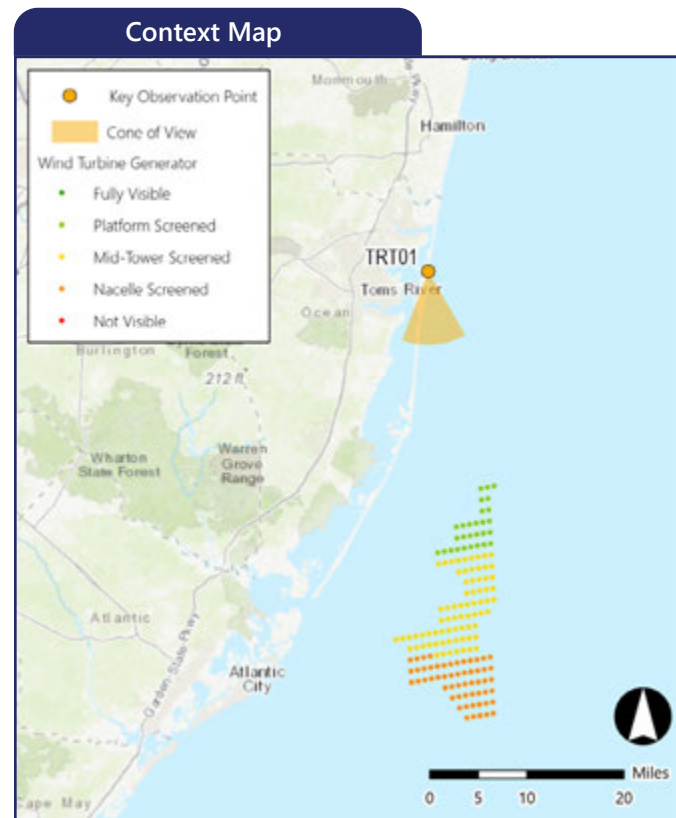 Context Map
Monmouth
Key Observation Point
Hamilton
Cone of View
Wind Turbine Generator
Fully Visible
Platform Screened
TRT01
Mid-Tower Screened
Toms River
Nacelle Screened
Ocean
Not Visible
Burlington
Forest
212 ft
Wharton
State Forest
Warren
Grove
Range
Atlantic
Garden-State-Pkwy
Atlantic
City
Cape May
Miles
0 5 10 20